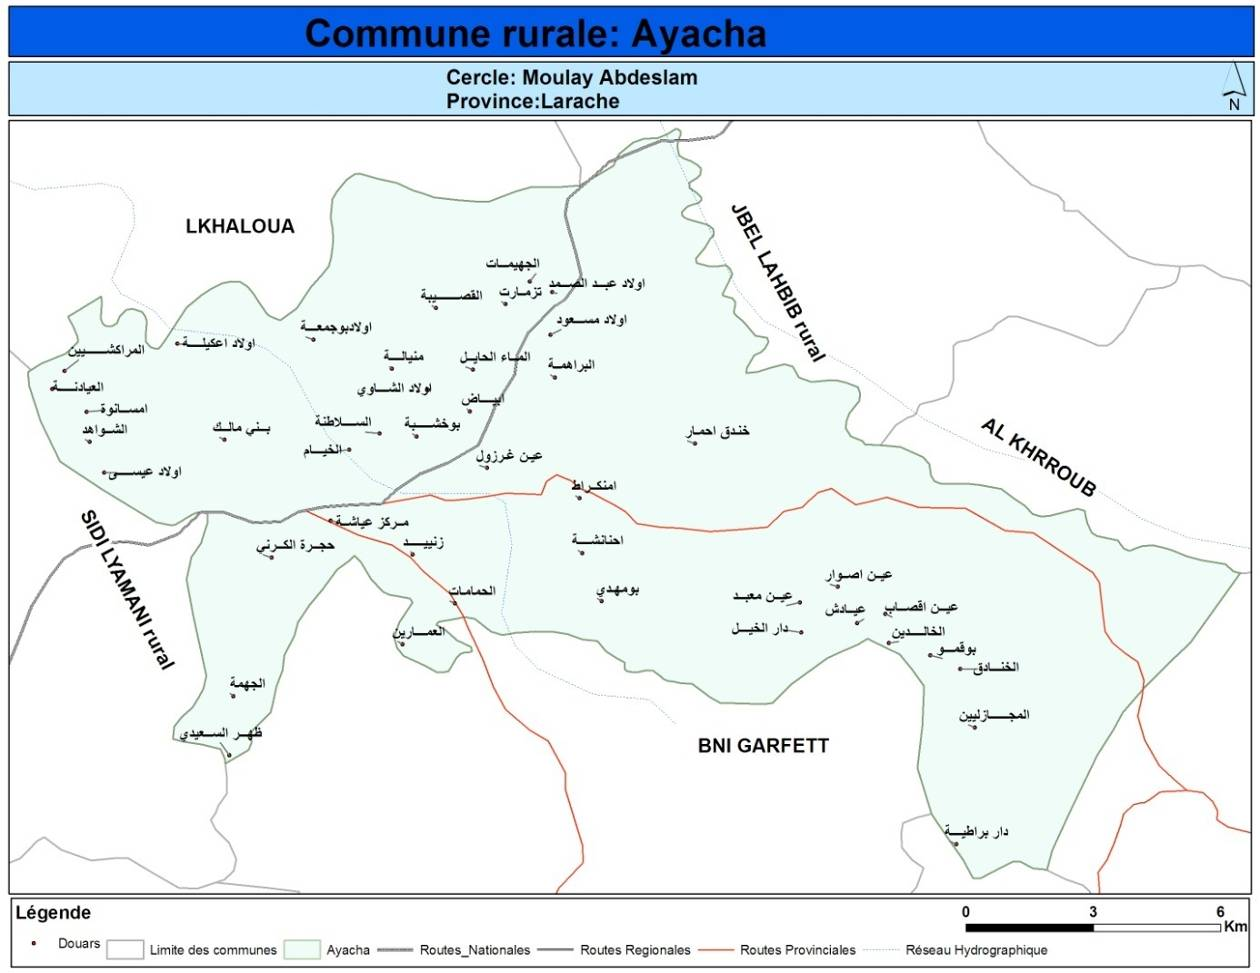 Commune rurale: Ayacha
Cercle: Moulay Abdeslam
Province:Larache
N
LKHALOUA
JBEL LAHBIB rural
AL KHRROUB
SIDI LYAMANI rural
BNI GARFETT
الجهيمات
اولاد عبد الصمد
تزمارت
القصيبة
اولاد مسعود
اولادبوجمعة
اولاد اعكيلة
المراكشيين
منيالة
الماء الحايل
البراهمة
العيادنة
اولاد الشاوي
ابياض
امسانوة
السلاطنة
بوخشبة
بني مالك
الشواهد
خندق احمار
الخيام
عين غرزول
اولاد عيسى
امنكراط
مركز عياشة
زنييد
احنانشة
حجرة الكرني
عين اصوار
الحمامات
بومهدي
عين معبد
عيادش
عين اقصاب
دار الخيل
الخالدين
العمارين
بوقمو
الخنادق
الجهمة
المجازليين
ظهر السعيدي
دار براطية
Légende
Douars
Limite des communes
Ayacha
Routes_Nationales
Routes Regionales
Routes Provinciales
Réseau Hydrographique
0 3 6
Km